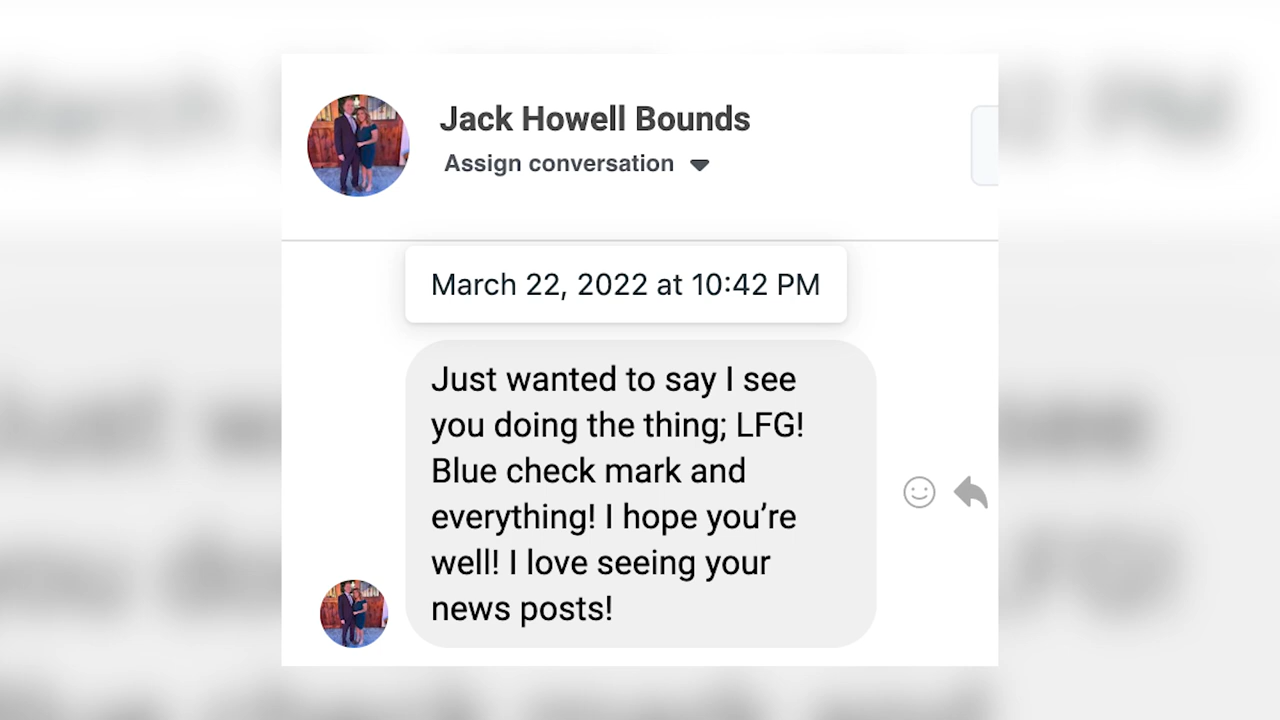 Jack Howell Bounds
Assign conversation
March 22, 2022 at 10:42 PM
Just wanted to say I see
you doing the thing; LFG!
Blue check mark and
everything! I hope you’re
well! I love seeing your
news posts!